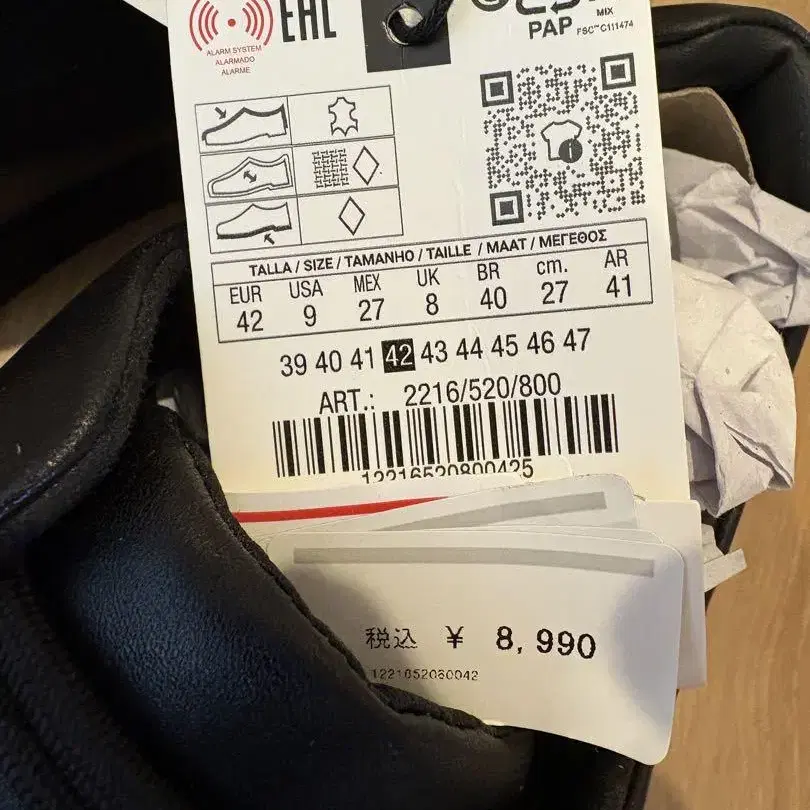 ALARM SYSTEM
ALARMADO
ALARME
EAC
PAP
MIX
FSC™C111474
TALLA / SIZE / TAMANHO / TAILLE / MAAT / ΜΕΓΕΘΟΣ
EUR USA MEX UK BR cm. AR
42 9 27 8 40 27 41
39 40 41 42 43 44 45 46 47
ART.: 2216/520/800
12216520800425
税込 ¥ 8,990